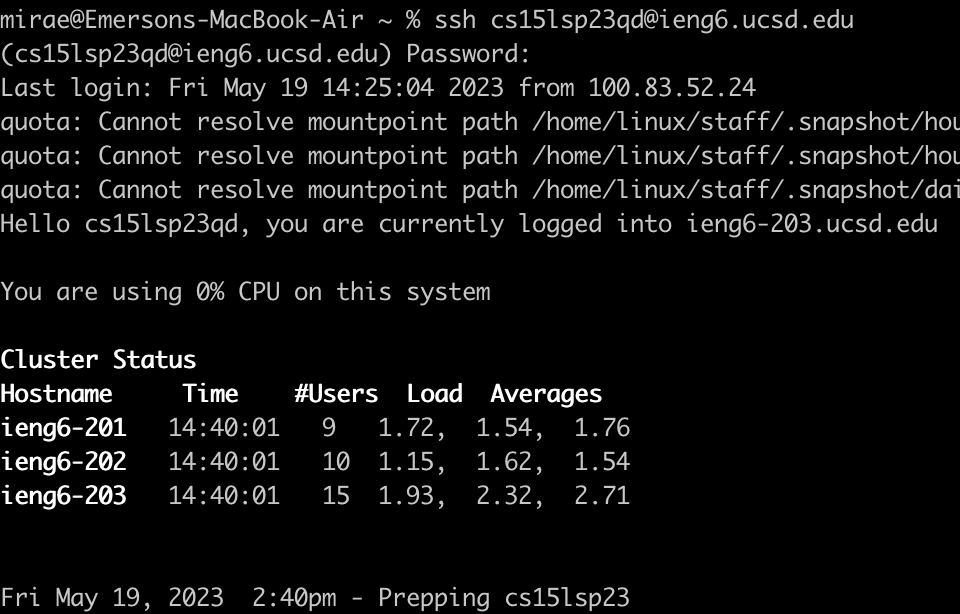 mirae@Emersons-MacBook-Air ~ % ssh cs15lsp23qd@ieng6.ucsd.edu
(cs15lsp23qd@ieng6.ucsd.edu) Password:
Last login: Fri May 19 14:25:04 2023 from 100.83.52.24
quota: Cannot resolve mountpoint path /home/linux/staff/.snapshot/hou
quota: Cannot resolve mountpoint path /home/linux/staff/.snapshot/hou
quota: Cannot resolve mountpoint path /home/linux/staff/.snapshot/dai
Hello cs15lsp23qd, you are currently logged into ieng6-203.ucsd.edu
You are using 0% CPU on this system
Cluster Status
Hostname     Time    #Users  Load  Averages
ieng6-201   14:40:01   9   1.72,  1.54,  1.76
ieng6-202   14:40:01   10  1.15,  1.62,  1.54
ieng6-203   14:40:01   15  1.93,  2.32,  2.71
Fri May 19, 2023  2:40pm - Prepping cs15lsp23